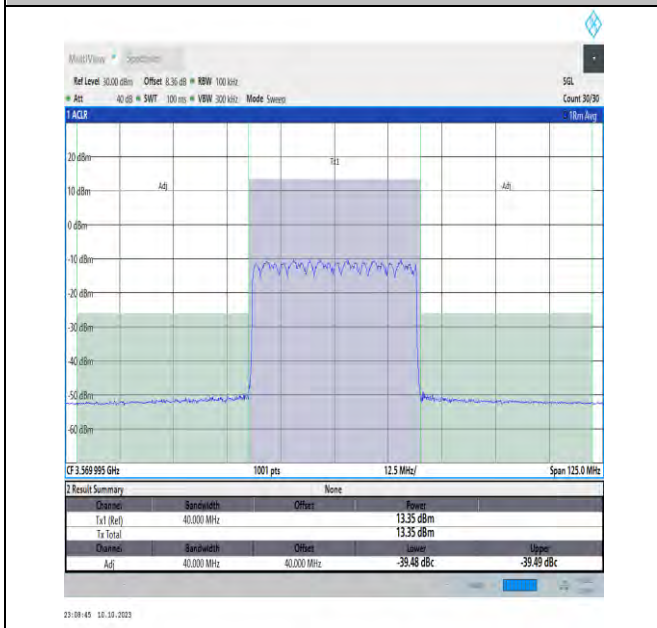 MultiView Spectrum
Ref Level 30.00 dBm Offset 8.36 dB RBW 100 kHz SGL
Att 40 dB SWT 100 ms VBW 300 kHz Mode Sweep Count 30/30
1 ACLR 1Rm Avg
20 dBm
Tx1
Adj Adj
10 dBm
0 dBm
-10 dBm
-20 dBm
-30 dBm
-40 dBm
-50 dBm
-60 dBm
CF 3.569 995 GHz 1001 pts 12.5 MHz/ Span 125.0 MHz
2 Result Summary None
Channel Bandwidth Offset Power
Tx1 (Ref) 40.000 MHz 13.35 dBm
Tx Total 13.35 dBm
Channel Bandwidth Offset Lower Upper
Adj 40.000 MHz 40.000 MHz -39.48 dBc -39.49 dBc
23:08:45 10.10.2023